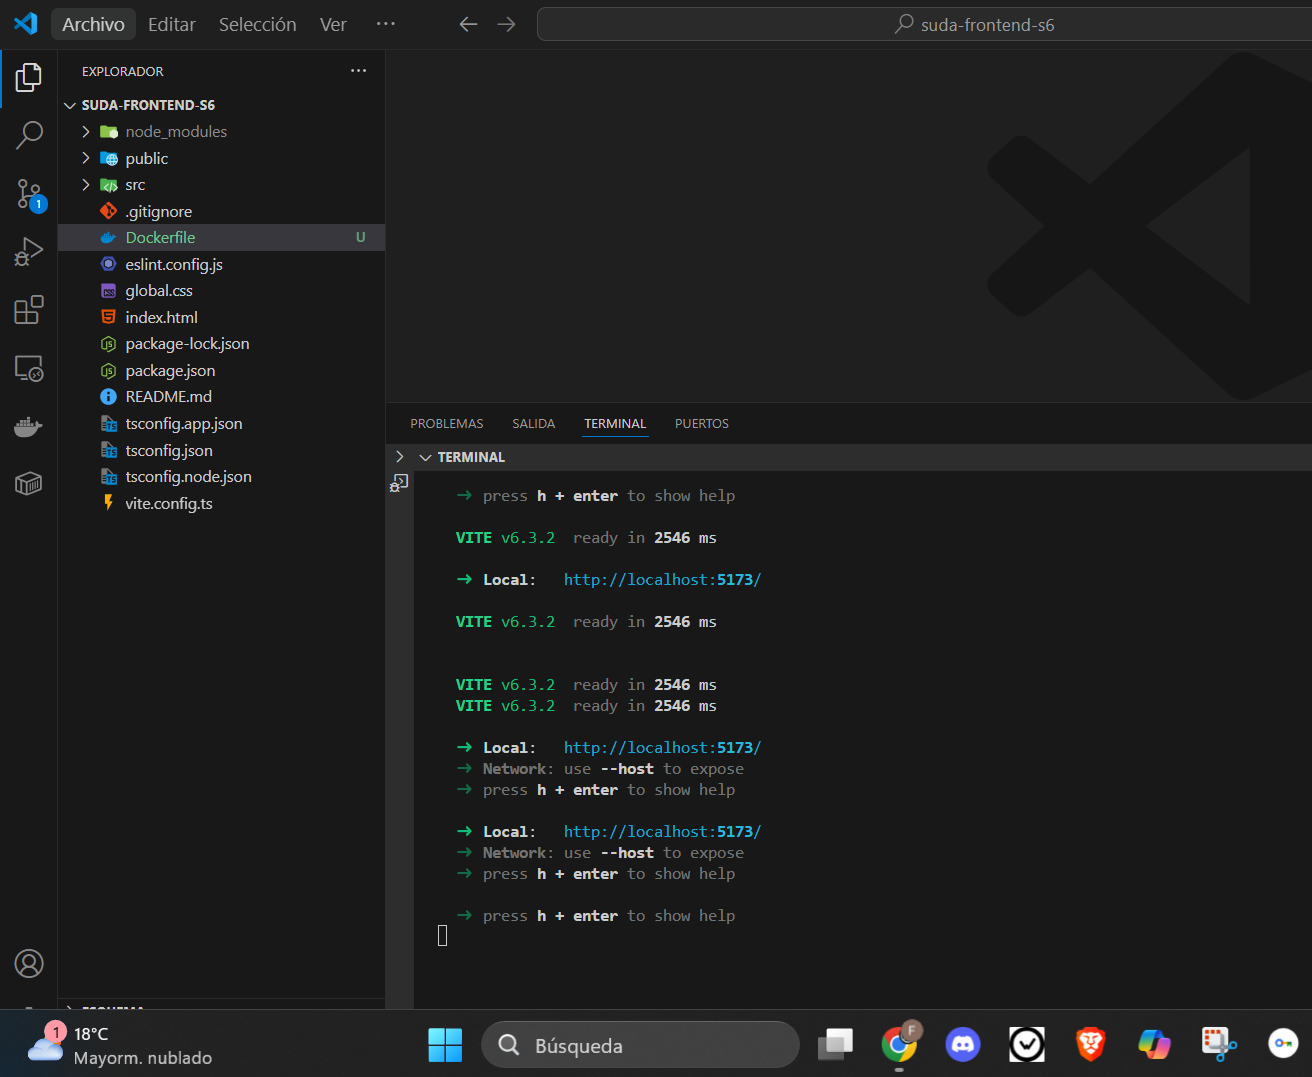 Archivo Editar Selección Ver ···
suda-frontend-s6
EXPLORADOR
SUDA-FRONTEND-S6
node_modules
public
src
.gitignore
Dockerfile U
eslint.config.js
global.css
index.html
package-lock.json
package.json
README.md
tsconfig.app.json
tsconfig.json
tsconfig.node.json
vite.config.ts
1
PROBLEMAS SALIDA TERMINAL PUERTOS
TERMINAL
➜ press h + enter to show help
VITE v6.3.2 ready in 2546 ms
➜ Local: http://localhost:5173/
VITE v6.3.2 ready in 2546 ms
VITE v6.3.2 ready in 2546 ms
VITE v6.3.2 ready in 2546 ms
➜ Local: http://localhost:5173/
➜ Network: use --host to expose
➜ press h + enter to show help
➜ Local: http://localhost:5173/
➜ Network: use --host to expose
➜ press h + enter to show help
➜ press h + enter to show help
ESQUEMA
1
18°C
Mayorm. nublado
Búsqueda
F